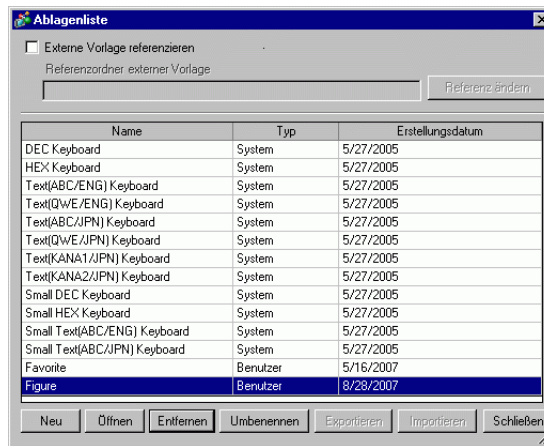 Ablagenliste
Externe Vorlage referenzieren
Referenzordner externer Vorlage
Referenz ändern
Name Typ Erstellungsdatum
DEC Keyboard System 5/27/2005
HEX Keyboard System 5/27/2005
Text(ABC/ENG) Keyboard System 5/27/2005
Text(QWE/ENG) Keyboard System 5/27/2005
Text(ABC/JPN) Keyboard System 5/27/2005
Text(QWE/JPN) Keyboard System 5/27/2005
Text(KANA1/JPN) Keyboard System 5/27/2005
Text(KANA2/JPN) Keyboard System 5/27/2005
Small DEC Keyboard System 5/27/2005
Small HEX Keyboard System 5/27/2005
Small Text(ABC/ENG) Keyboard System 5/27/2005
Small Text(ABC/JPN) Keyboard System 5/27/2005
Favorite Benutzer 5/16/2007
Figure Benutzer 8/28/2007
Neu Öffnen Entfernen Umbenennen Exportieren Importieren Schließen